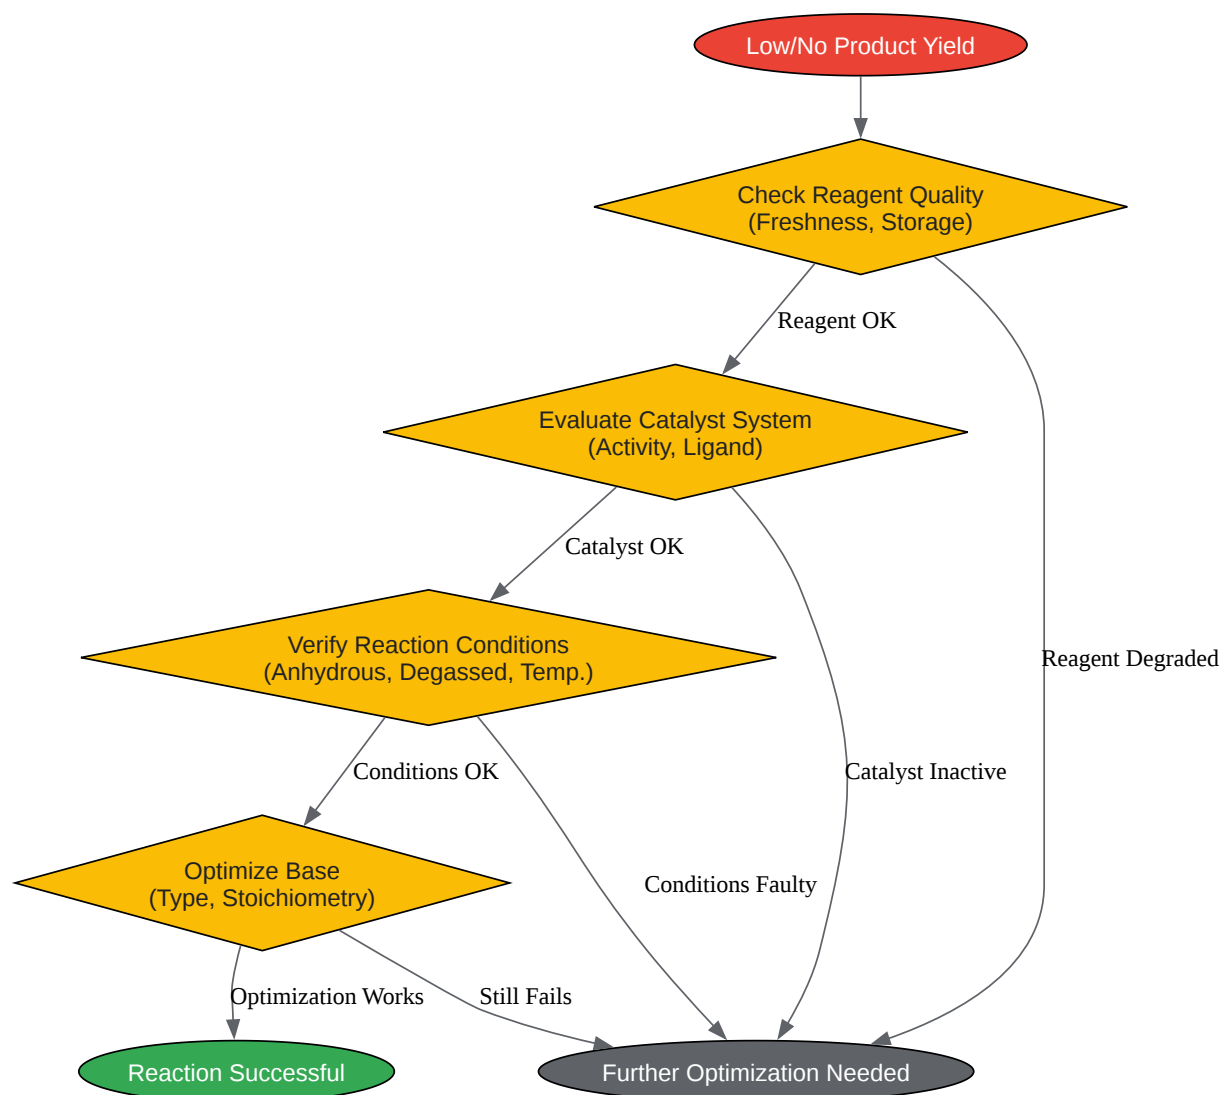 Low/No Product Yield
Check Reagent Quality
(Freshness, Storage)
Reagent OK
Evaluate Catalyst System
(Activity, Ligand)
Catalyst OK
Verify Reaction Conditions
(Anhydrous, Degassed, Temp.)
Reagent Degraded
Conditions OK
Catalyst Inactive
Optimize Base
(Type, Stoichiometry)
Conditions Faulty
Optimization Works
Still Fails
Reaction Successful
Further Optimization Needed